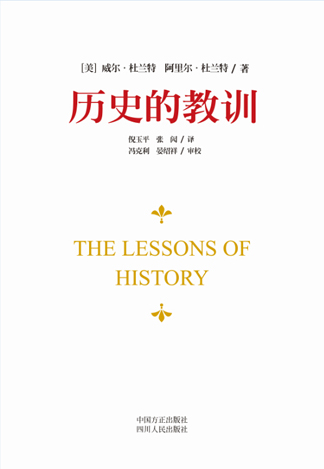 [美] 威尔·杜兰特 阿里尔·杜兰特 / 著
历史的教训
倪玉平 张闶 / 译
冯克利 晏绍祥 / 审校
THE LESSONS OF
HISTORY
中国方正出版社
四川人民出版社